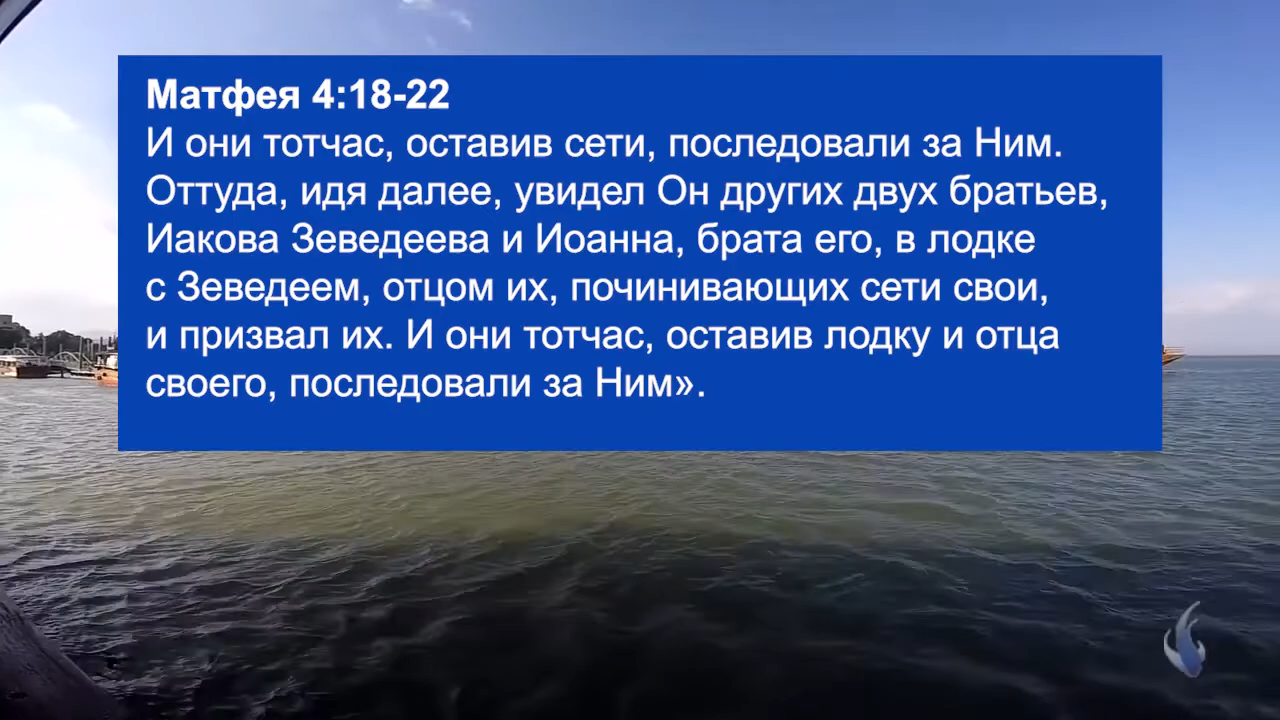 Матфея 4:18-22
И они тотчас, оставив сети, последовали за Ним.
Оттуда, идя далее, увидел Он других двух братьев,
Иакова Зеведеева и Иоанна, брата его, в лодке
с Зеведеем, отцом их, починивающих сети свои,
и призвал их. И они тотчас, оставив лодку и отца
своего, последовали за Ним».